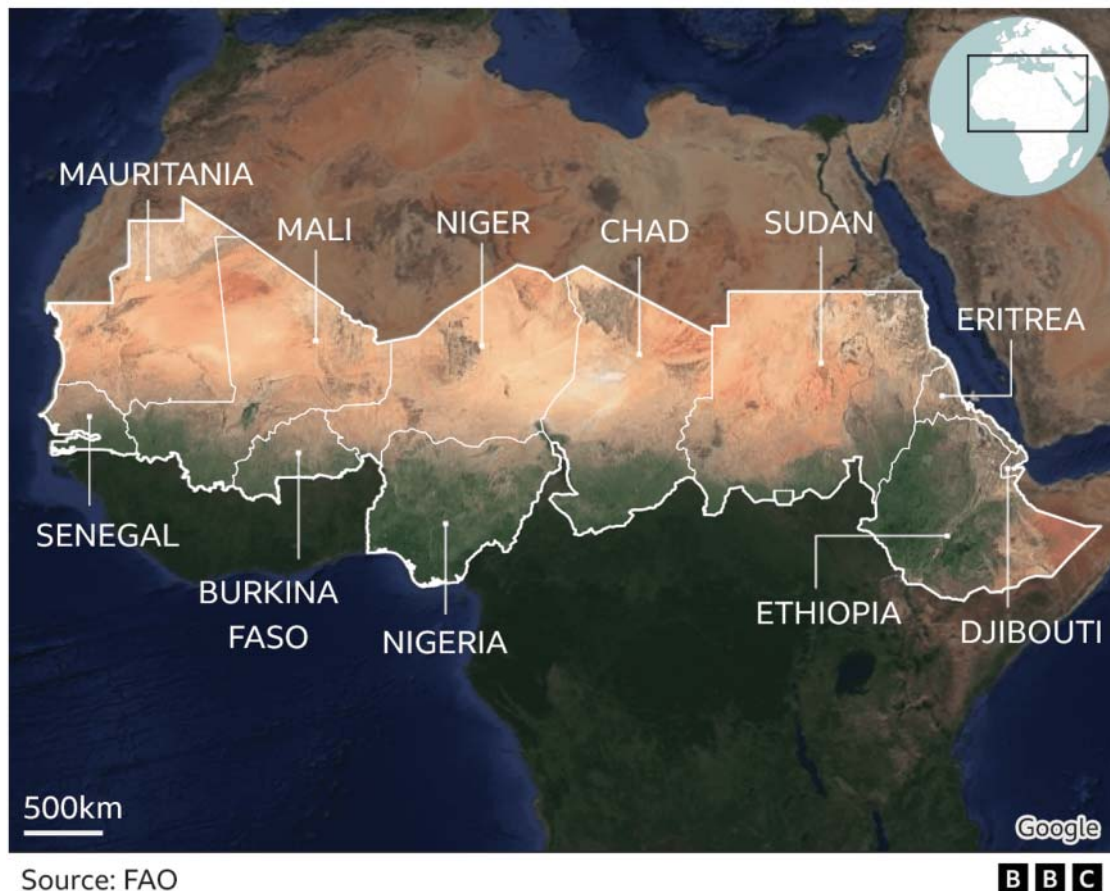 MAURITANIA
MALI
NIGER
CHAD
SUDAN
ERITREA
SENEGAL
BURKINA
FASO
NIGERIA
ETHIOPIA
DJIBOUTI
500km
Google
Source: FAO
BBC